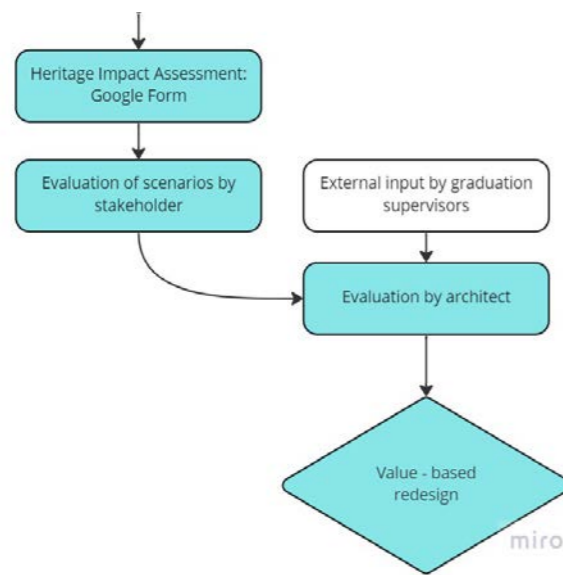 Heritage Impact Assessment:
Google Form
Evaluation of scenarios by
stakeholder
External input by graduation
supervisors
Evaluation by architect
Value - based
redesign
miro